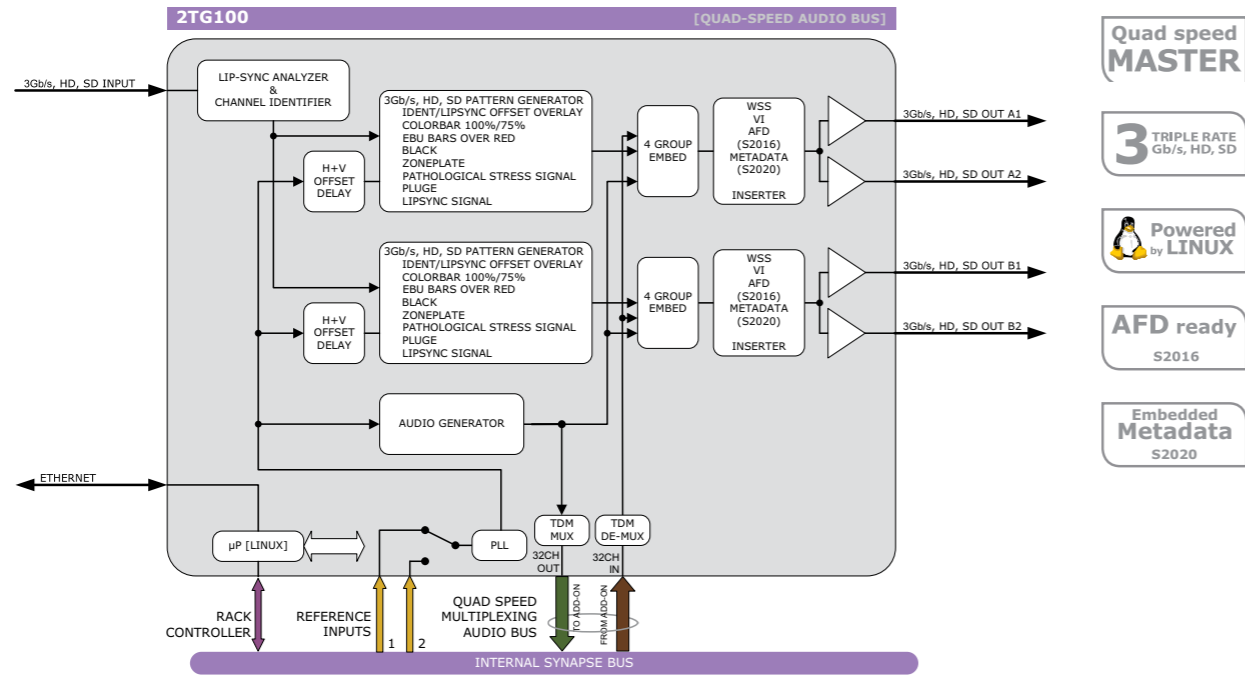 2TG100
[QUAD-SPEED AUDIO BUS]
3Gb/s, HD, SD INPUT
LIP-SYNC ANALYZER
&
CHANNEL IDENTIFIER
3Gb/s, HD, SD PATTERN GENERATOR
IDENT/LIPSYNC OFFSET OVERLAY
COLORBAR 100%/75%
EBU BARS OVER RED
BLACK
ZONEPLATE
PATHOLOGICAL STRESS SIGNAL
PLUGE
LIPSYNC SIGNAL
H+V
OFFSET
DELAY
4 GROUP
EMBED
WSS
VI
AFD
(S2016)
METADATA
(S2020)
INSERTER
3Gb/s, HD, SD OUT A1
3Gb/s, HD, SD OUT A2
3Gb/s, HD, SD PATTERN GENERATOR
IDENT/LIPSYNC OFFSET OVERLAY
COLORBAR 100%/75%
EBU BARS OVER RED
BLACK
ZONEPLATE
PATHOLOGICAL STRESS SIGNAL
PLUGE
LIPSYNC SIGNAL
H+V
OFFSET
DELAY
4 GROUP
EMBED
WSS
VI
AFD
(S2016)
METADATA
(S2020)
INSERTER
3Gb/s, HD, SD OUT B1
3Gb/s, HD, SD OUT B2
AUDIO GENERATOR
ETHERNET
µP [LINUX]
PLL
TDM
MUX
TDM
DE-MUX
32CH
OUT
32CH
IN
RACK
CONTROLLER
REFERENCE
INPUTS
1
2
QUAD SPEED
MULTIPLEXING
AUDIO BUS
TO ADD-ON
FROM ADD-ON
INTERNAL SYNAPSE BUS
Quad speed
MASTER
3 TRIPLE RATE
Gb/s, HD, SD
Powered
by LINUX
AFD ready
S2016
Embedded
Metadata
S2020